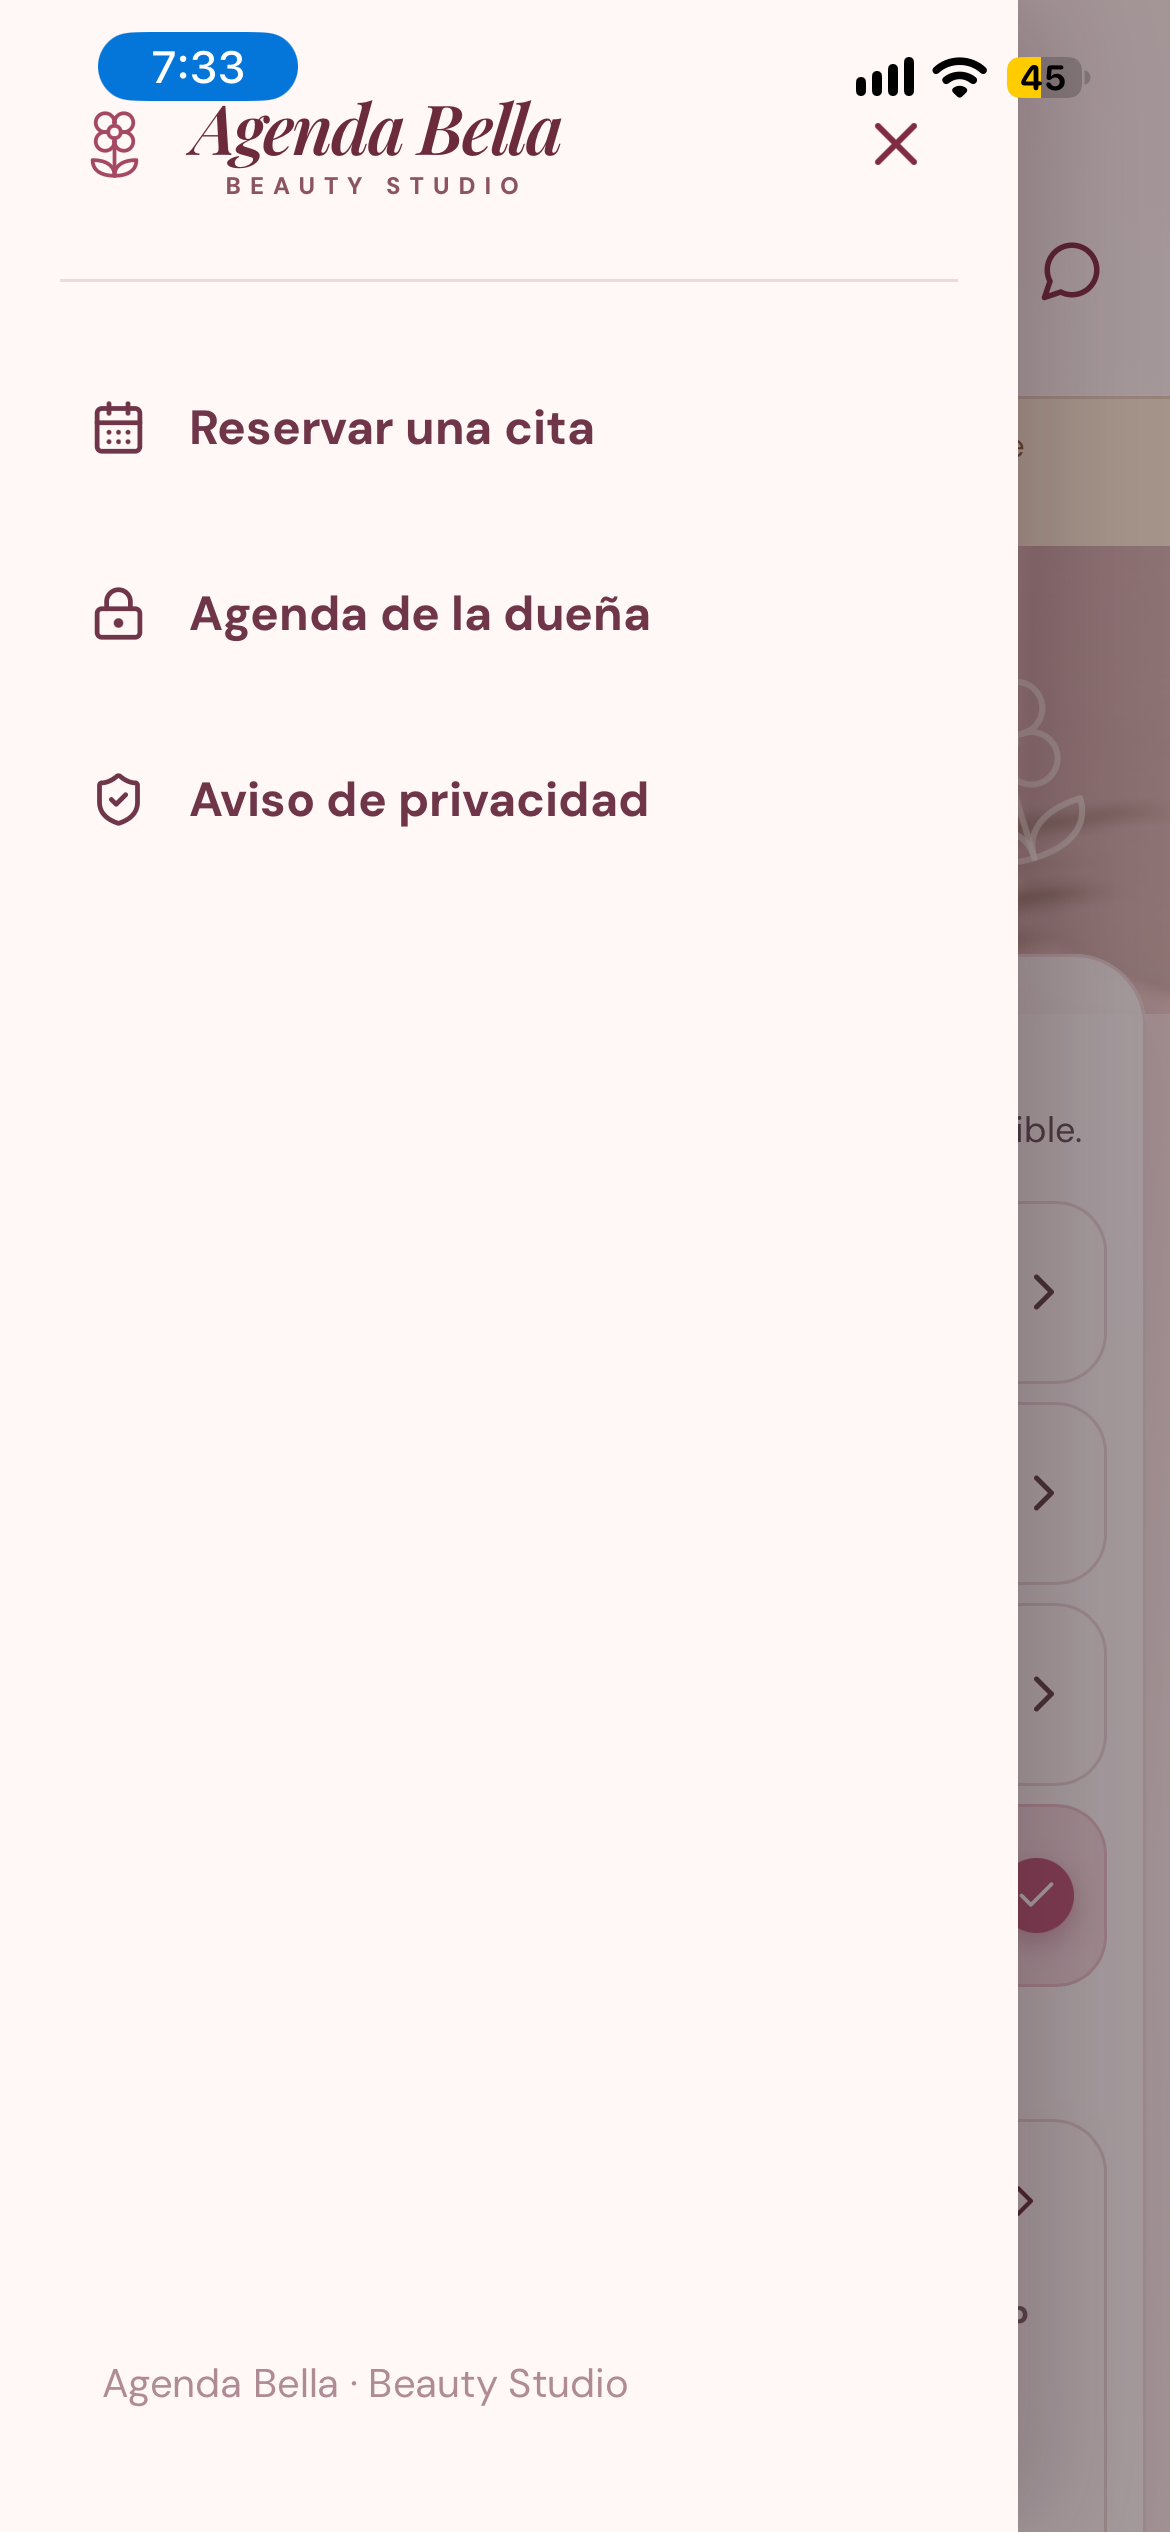 7:33
45
Agenda Bella
BEAUTY STUDIO
Reservar una cita
Agenda de la dueña
Aviso de privacidad
ible.
Agenda Bella · Beauty Studio